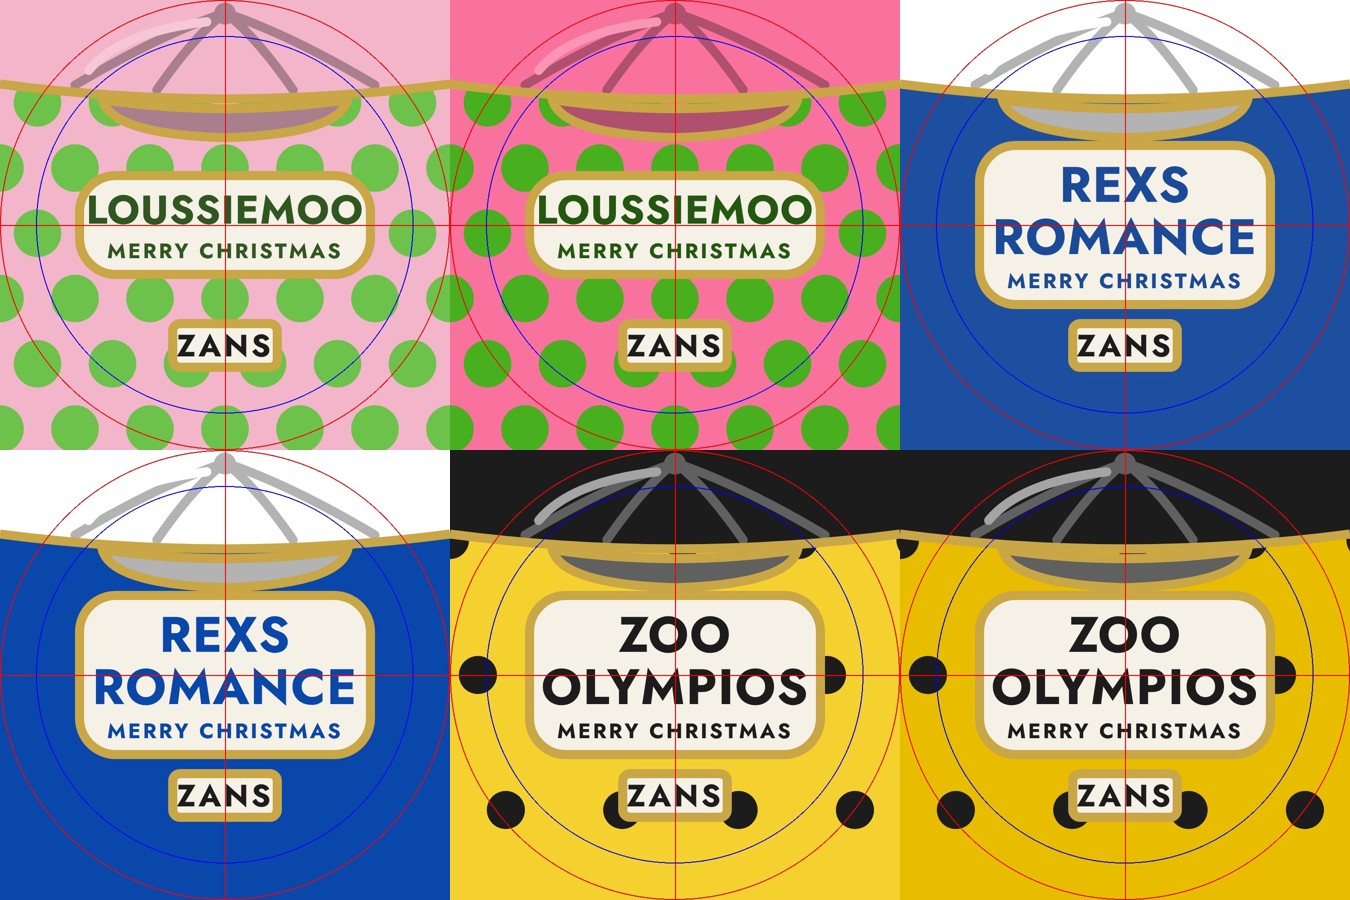 LOUSSIEMOO
MERRY CHRISTMAS
ZANS
LOUSSIEMOO
MERRY CHRISTMAS
ZANS
REXS
ROMANCE
MERRY CHRISTMAS
ZANS
REXS
ROMANCE
MERRY CHRISTMAS
ZANS
ZOO
OLYMPIOS
MERRY CHRISTMAS
ZANS
ZOO
OLYMPIOS
MERRY CHRISTMAS
ZANS